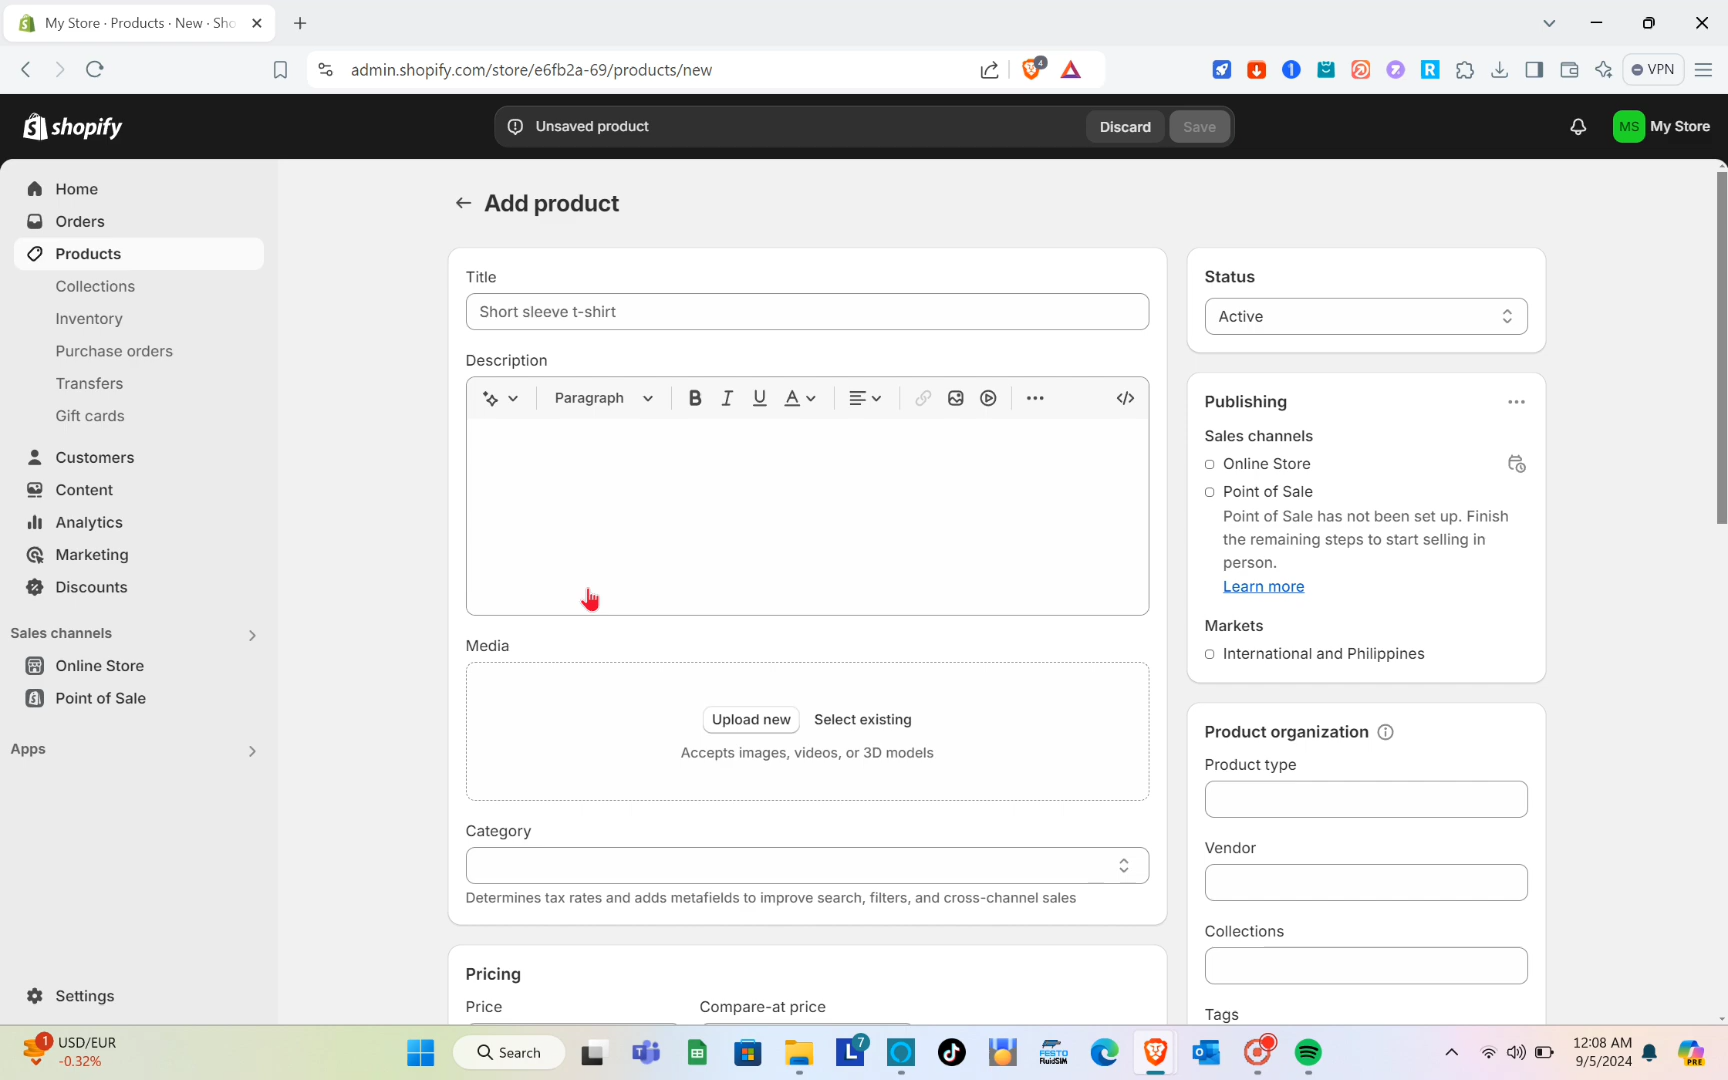 My Store · Products · New · Sho
admin.shopify.com/store/e6fb2a-69/products/new
4
VPN
shopify
Unsaved product
Discard
Save
MS
My Store
Home
Orders
Products
Collections
Inventory
Purchase orders
Transfers
Gift cards
Customers
Content
Analytics
Marketing
Discounts
Sales channels
Online Store
Point of Sale
Apps
Settings
Add product
Title
Short sleeve t-shirt
Description
Paragraph
B I U A
Media
Upload new
Select existing
Accepts images, videos, or 3D models
Category
Determines tax rates and adds metafields to improve search, filters, and cross-channel sales
Pricing
Price
Compare-at price
Status
Active
Publishing
Sales channels
Online Store
Point of Sale
Point of Sale has not been set up. Finish
the remaining steps to start selling in
person.
Learn more
Markets
International and Philippines
Product organization
Product type
Vendor
Collections
Tags
1
USD/EUR
-0.32%
Search
L
7
FESTO
FluidSIM
12:08 AM
9/5/2024
PRE